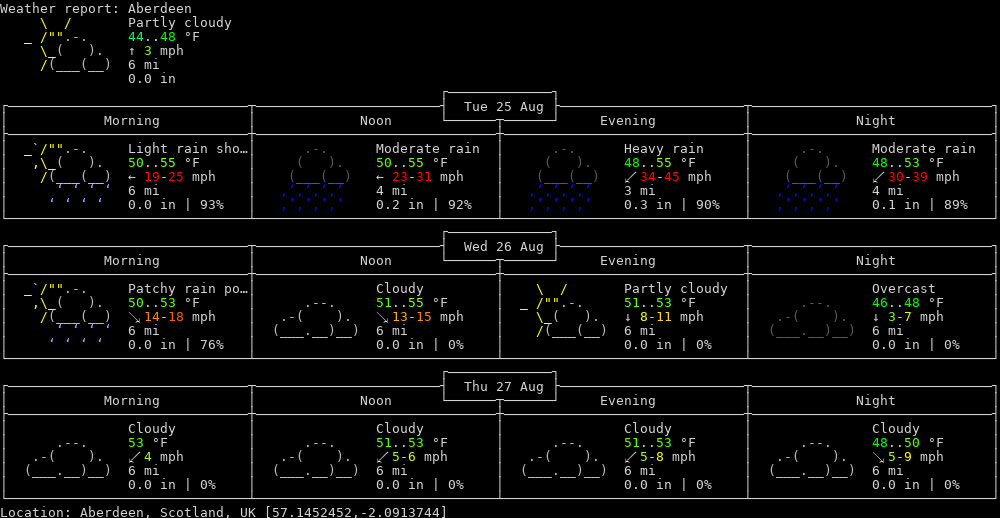 Weather report: Aberdeen
Partly cloudy
44..48 °F
↑ 3 mph
6 mi
0.0 in
Tue 25 Aug
Morning Noon Evening Night
Light rain sho… Moderate rain Heavy rain Moderate rain
50..55 °F 50..55 °F 48..55 °F 48..53 °F
← 19-25 mph ← 23-31 mph ↙ 34-45 mph ↙ 30-39 mph
6 mi 4 mi 3 mi 4 mi
0.0 in | 93% 0.2 in | 92% 0.3 in | 90% 0.1 in | 89%
Wed 26 Aug
Morning Noon Evening Night
Patchy rain po… Cloudy Partly cloudy Overcast
50..53 °F 51..55 °F 51..53 °F 46..48 °F
↘ 14-18 mph ↘ 13-15 mph ↓ 8-11 mph ↓ 3-7 mph
6 mi 6 mi 6 mi 6 mi
0.0 in | 76% 0.0 in | 0% 0.0 in | 0% 0.0 in | 0%
Thu 27 Aug
Morning Noon Evening Night
Cloudy Cloudy Cloudy Cloudy
53 °F 51..53 °F 51..53 °F 48..50 °F
↙ 4 mph ↙ 5-6 mph ↙ 5-8 mph ↘ 5-9 mph
6 mi 6 mi 6 mi 6 mi
0.0 in | 0% 0.0 in | 0% 0.0 in | 0% 0.0 in | 0%
Location: Aberdeen, Scotland, UK [57.1452452,-2.0913744]